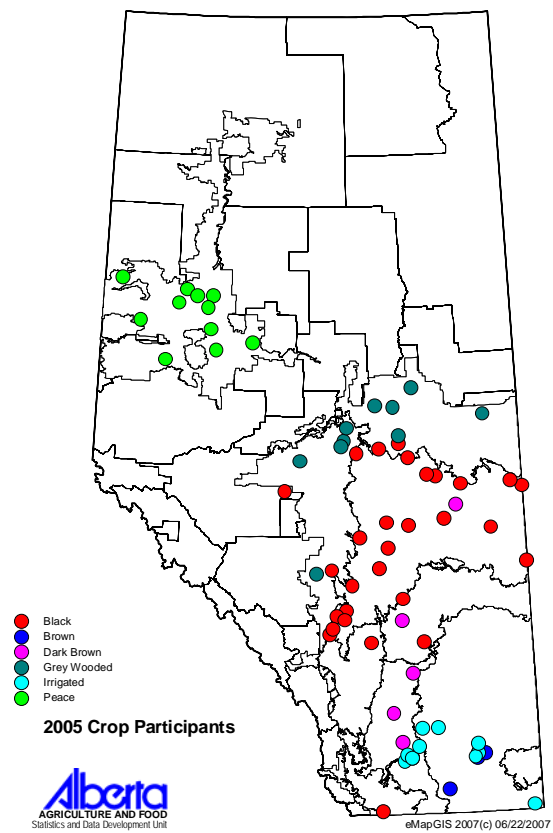 Black
Brown
Dark Brown
Grey Wooded
Irrigated
Peace
2005 Crop Participants
Alberta
AGRICULTURE AND FOOD
Statistics and Data Development Unit
eMapGIS 2007(c) 06/22/2007